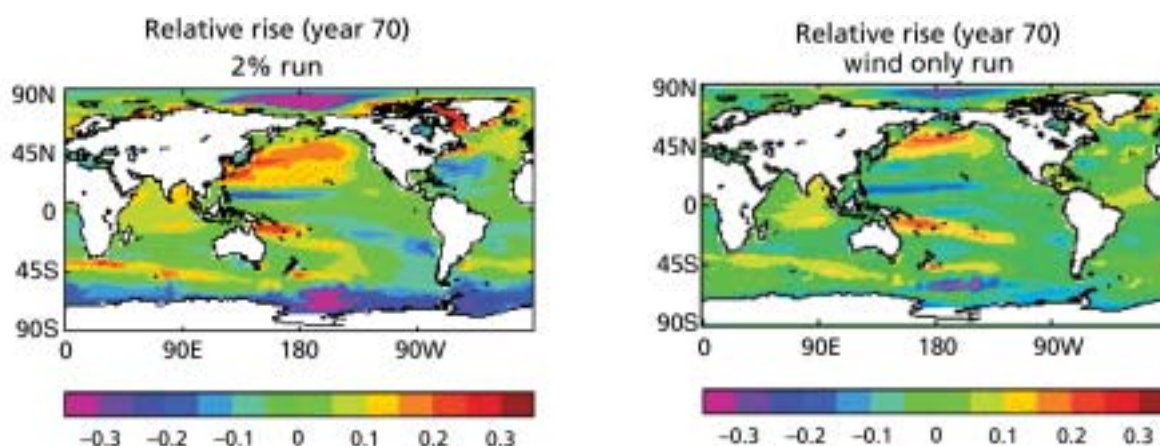 Relative rise (year 70)
2% run
90N
45N
0
45S
90S
0 90E 180 90W
−0.3 −0.2 −0.1 0 0.1 0.2 0.3
Relative rise (year 70)
wind only run
90N
45N
0
45S
90S
0 90E 180 90W
−0.3 −0.2 −0.1 0 0.1 0.2 0.3